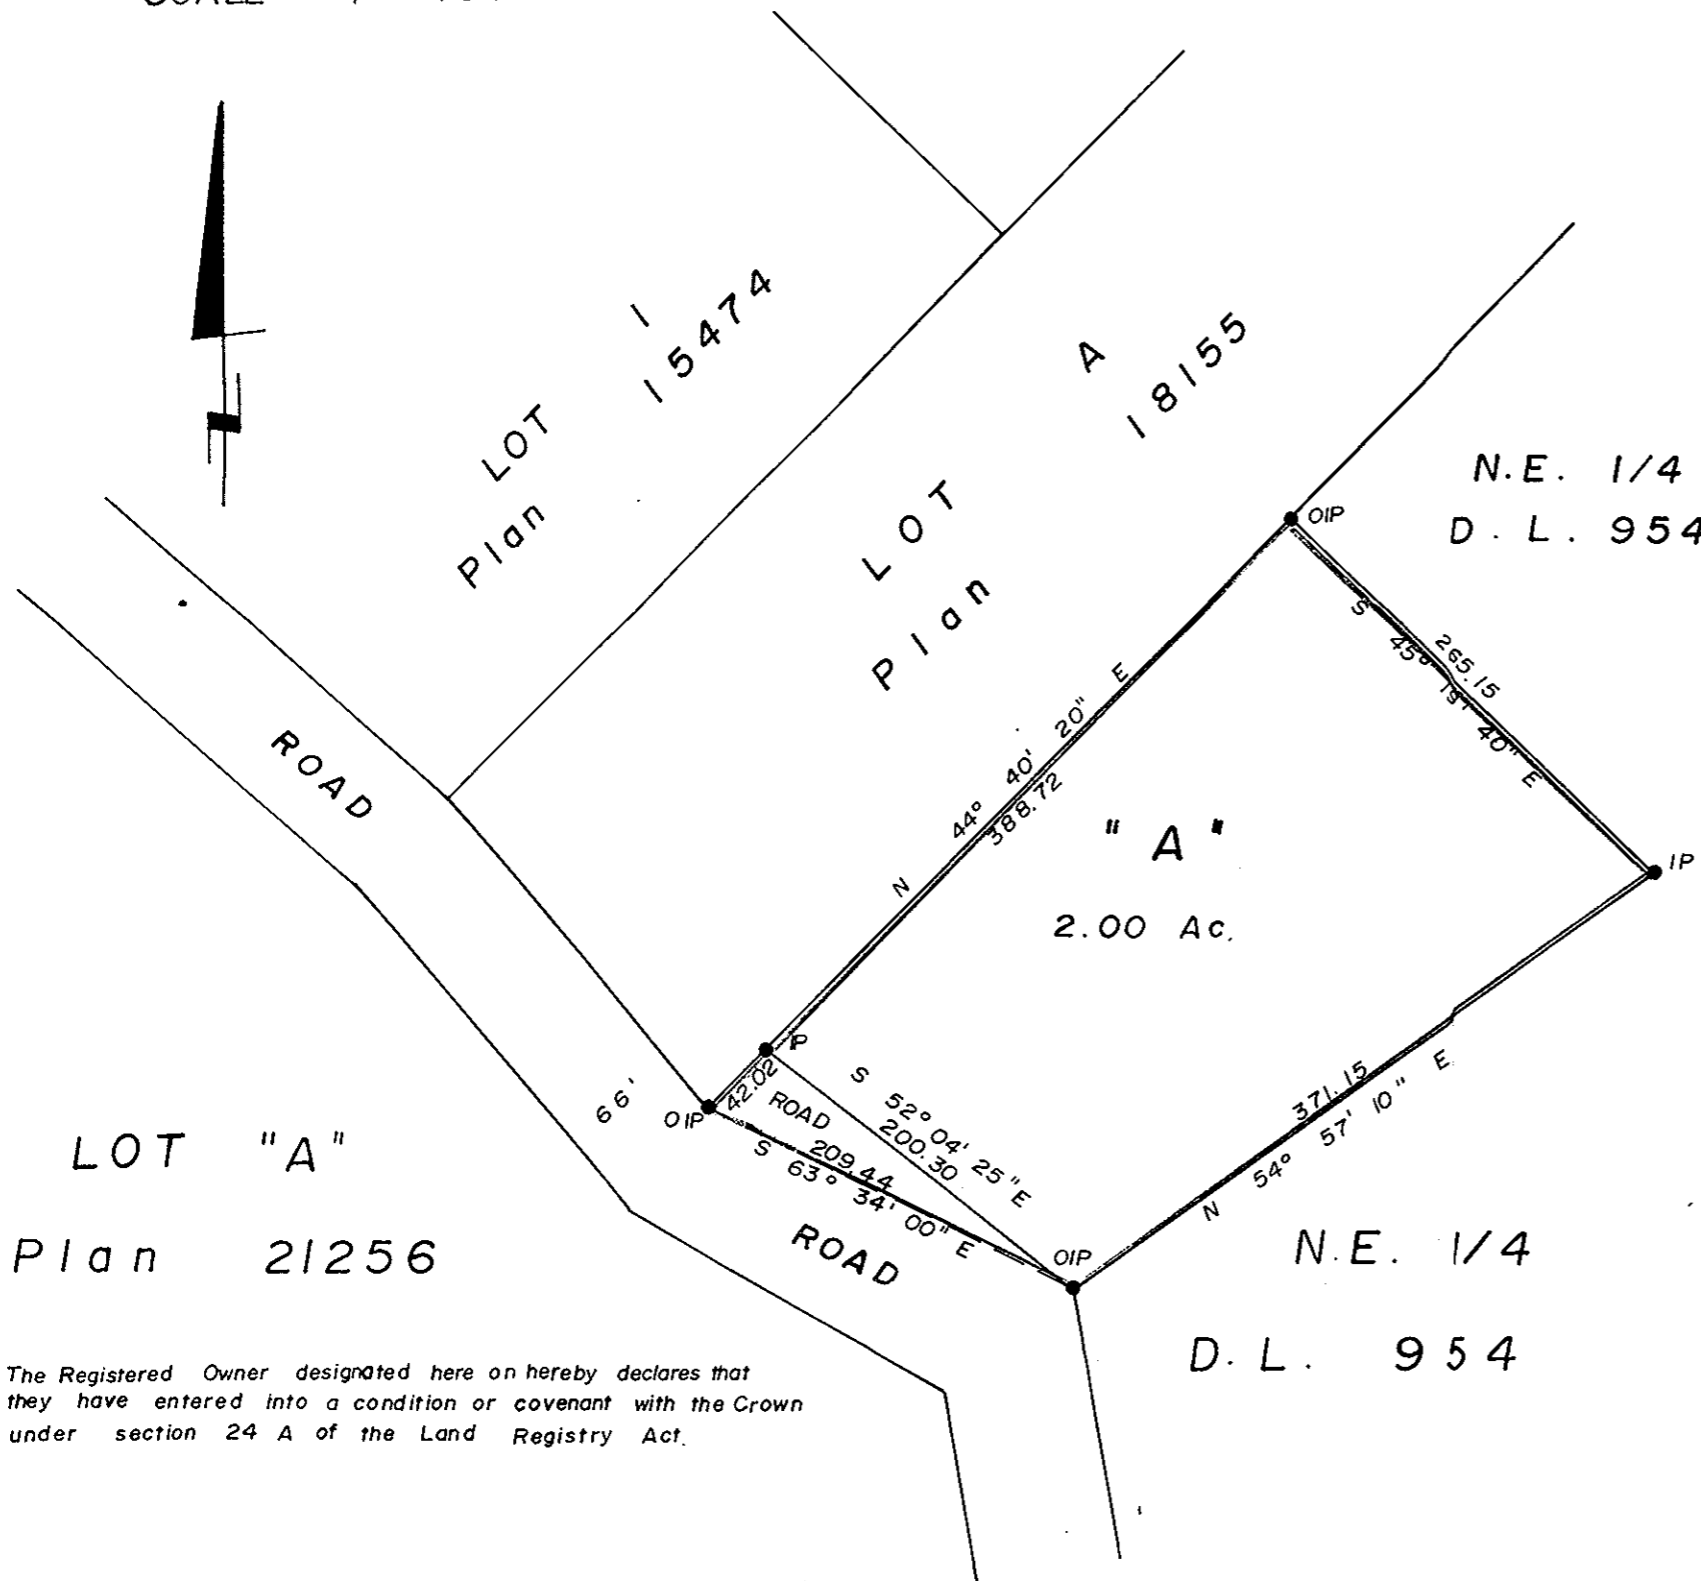 LOT 1
Plan 15474
LOT A
Plan 18155
N.E. 1/4
D. L. 954
OIP
S 45° 19' 40" E
265.15
N 44° 40' 20" E
388.72
"A"
2.00 Ac.
IP
ROAD
IP
42.02
OIP
66'
ROAD
S 52° 04' 25" E
200.30
209.44
S 63° 34' 00" E
371.15
N 54° 57' 10" E
OIP
ROAD
LOT "A"
Plan 21256
N.E. 1/4
D. L. 954
The Registered Owner designated here on hereby declares that
they have entered into a condition or covenant with the Crown
under section 24 A of the Land Registry Act.